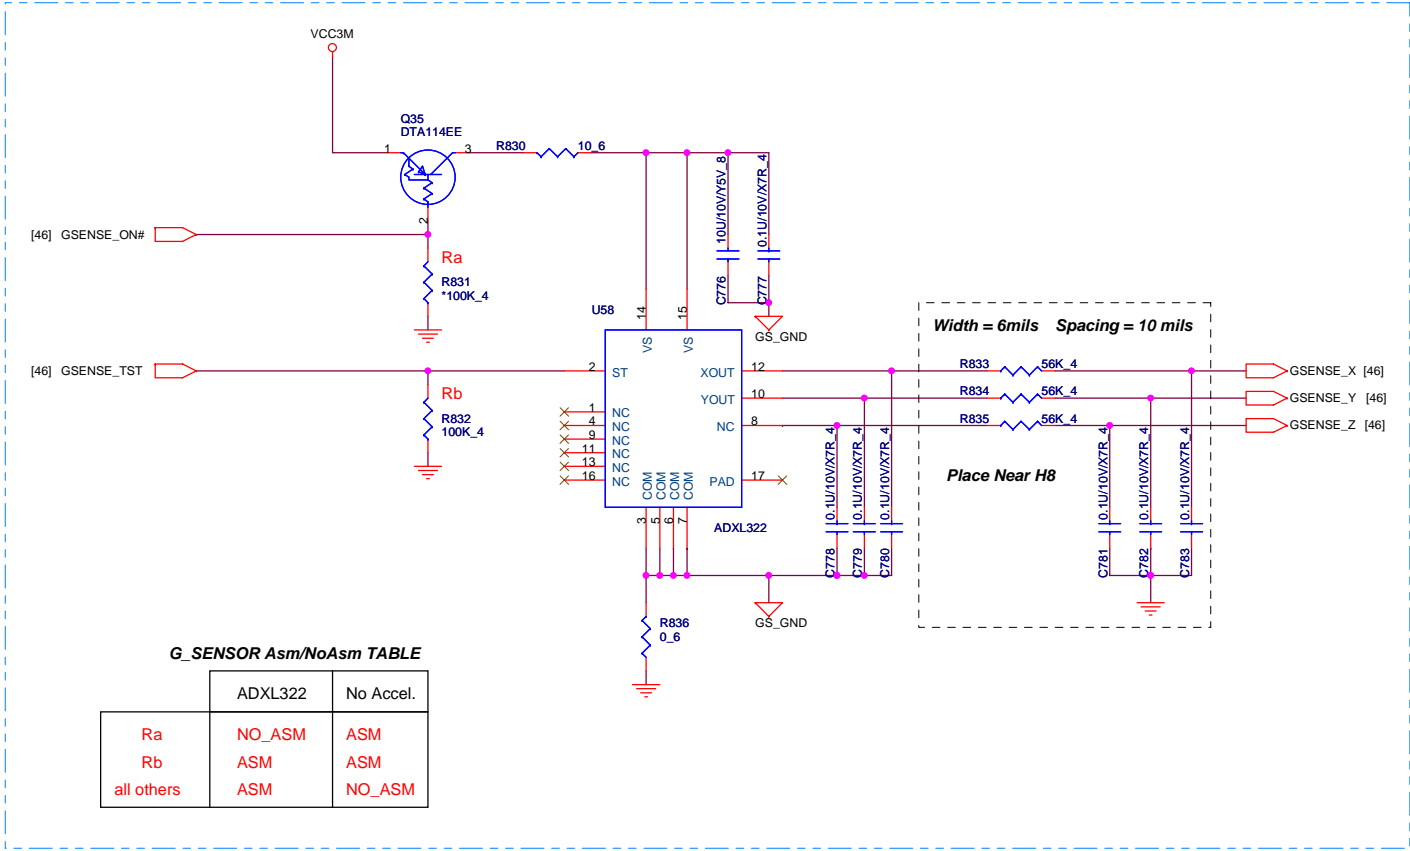 VCC3M
Q35
DTA114EE
1
3
R830
10_6
2
[46] GSENSE_ON#
Ra
R831
*100K_4
10U/10V/Y5V_8
0.1U/10V/X7R_4
C776
C777
GS_GND
U58
14
15
VS
VS
[46] GSENSE_TST
2
ST
Rb
R832
100K_4
1
NC
4
NC
9
NC
11
NC
13
NC
16
NC
XOUT
12
YOUT
10
NC
8
PAD
17
COM
COM
COM
COM
3
5
6
7
ADXL322
Width = 6mils Spacing = 10 mils
R833
56K_4
R834
56K_4
R835
56K_4
GSENSE_X [46]
GSENSE_Y [46]
GSENSE_Z [46]
Place Near H8
0.1U/10V/X7R_4
0.1U/10V/X7R_4
0.1U/10V/X7R_4
C778
C779
C780
0.1U/10V/X7R_4
0.1U/10V/X7R_4
0.1U/10V/X7R_4
C781
C782
C783
GS_GND
R836
0_6
G_SENSOR Asm/NoAsm TABLE
ADXL322 No Accel.
Ra NO_ASM ASM
Rb ASM ASM
all others ASM NO_ASM